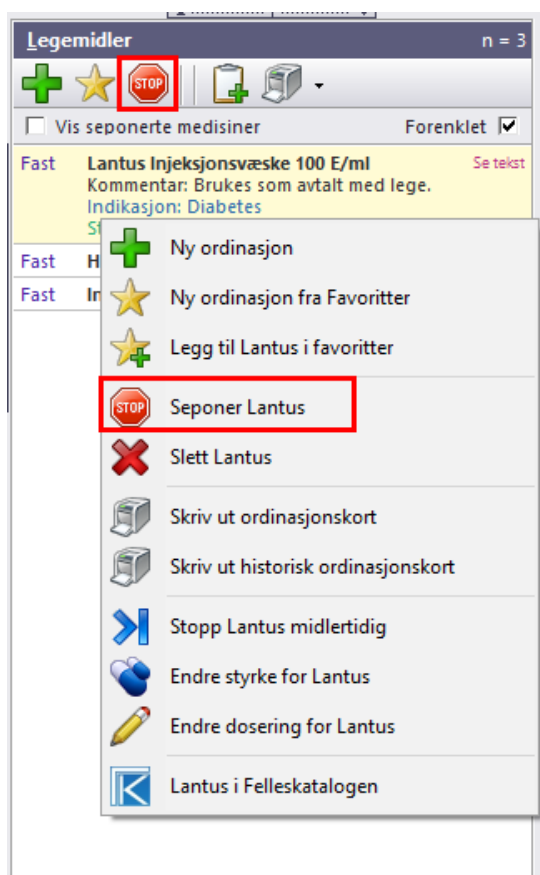 Legemidler n = 3
STOP
Vis seponerte medisiner Forenklet
Fast Lantus Injeksjonsvæske 100 E/ml Se tekst
Kommentar: Brukes som avtalt med lege.
Indikasjon: Diabetes
Fast
Fast
Ny ordinasjon
Ny ordinasjon fra Favoritter
Legg til Lantus i favoritter
STOP Seponer Lantus
Slett Lantus
Skriv ut ordinasjonskort
Skriv ut historisk ordinasjonskort
Stopp Lantus midlertidig
Endre styrke for Lantus
Endre dosering for Lantus
Lantus i Felleskatalogen